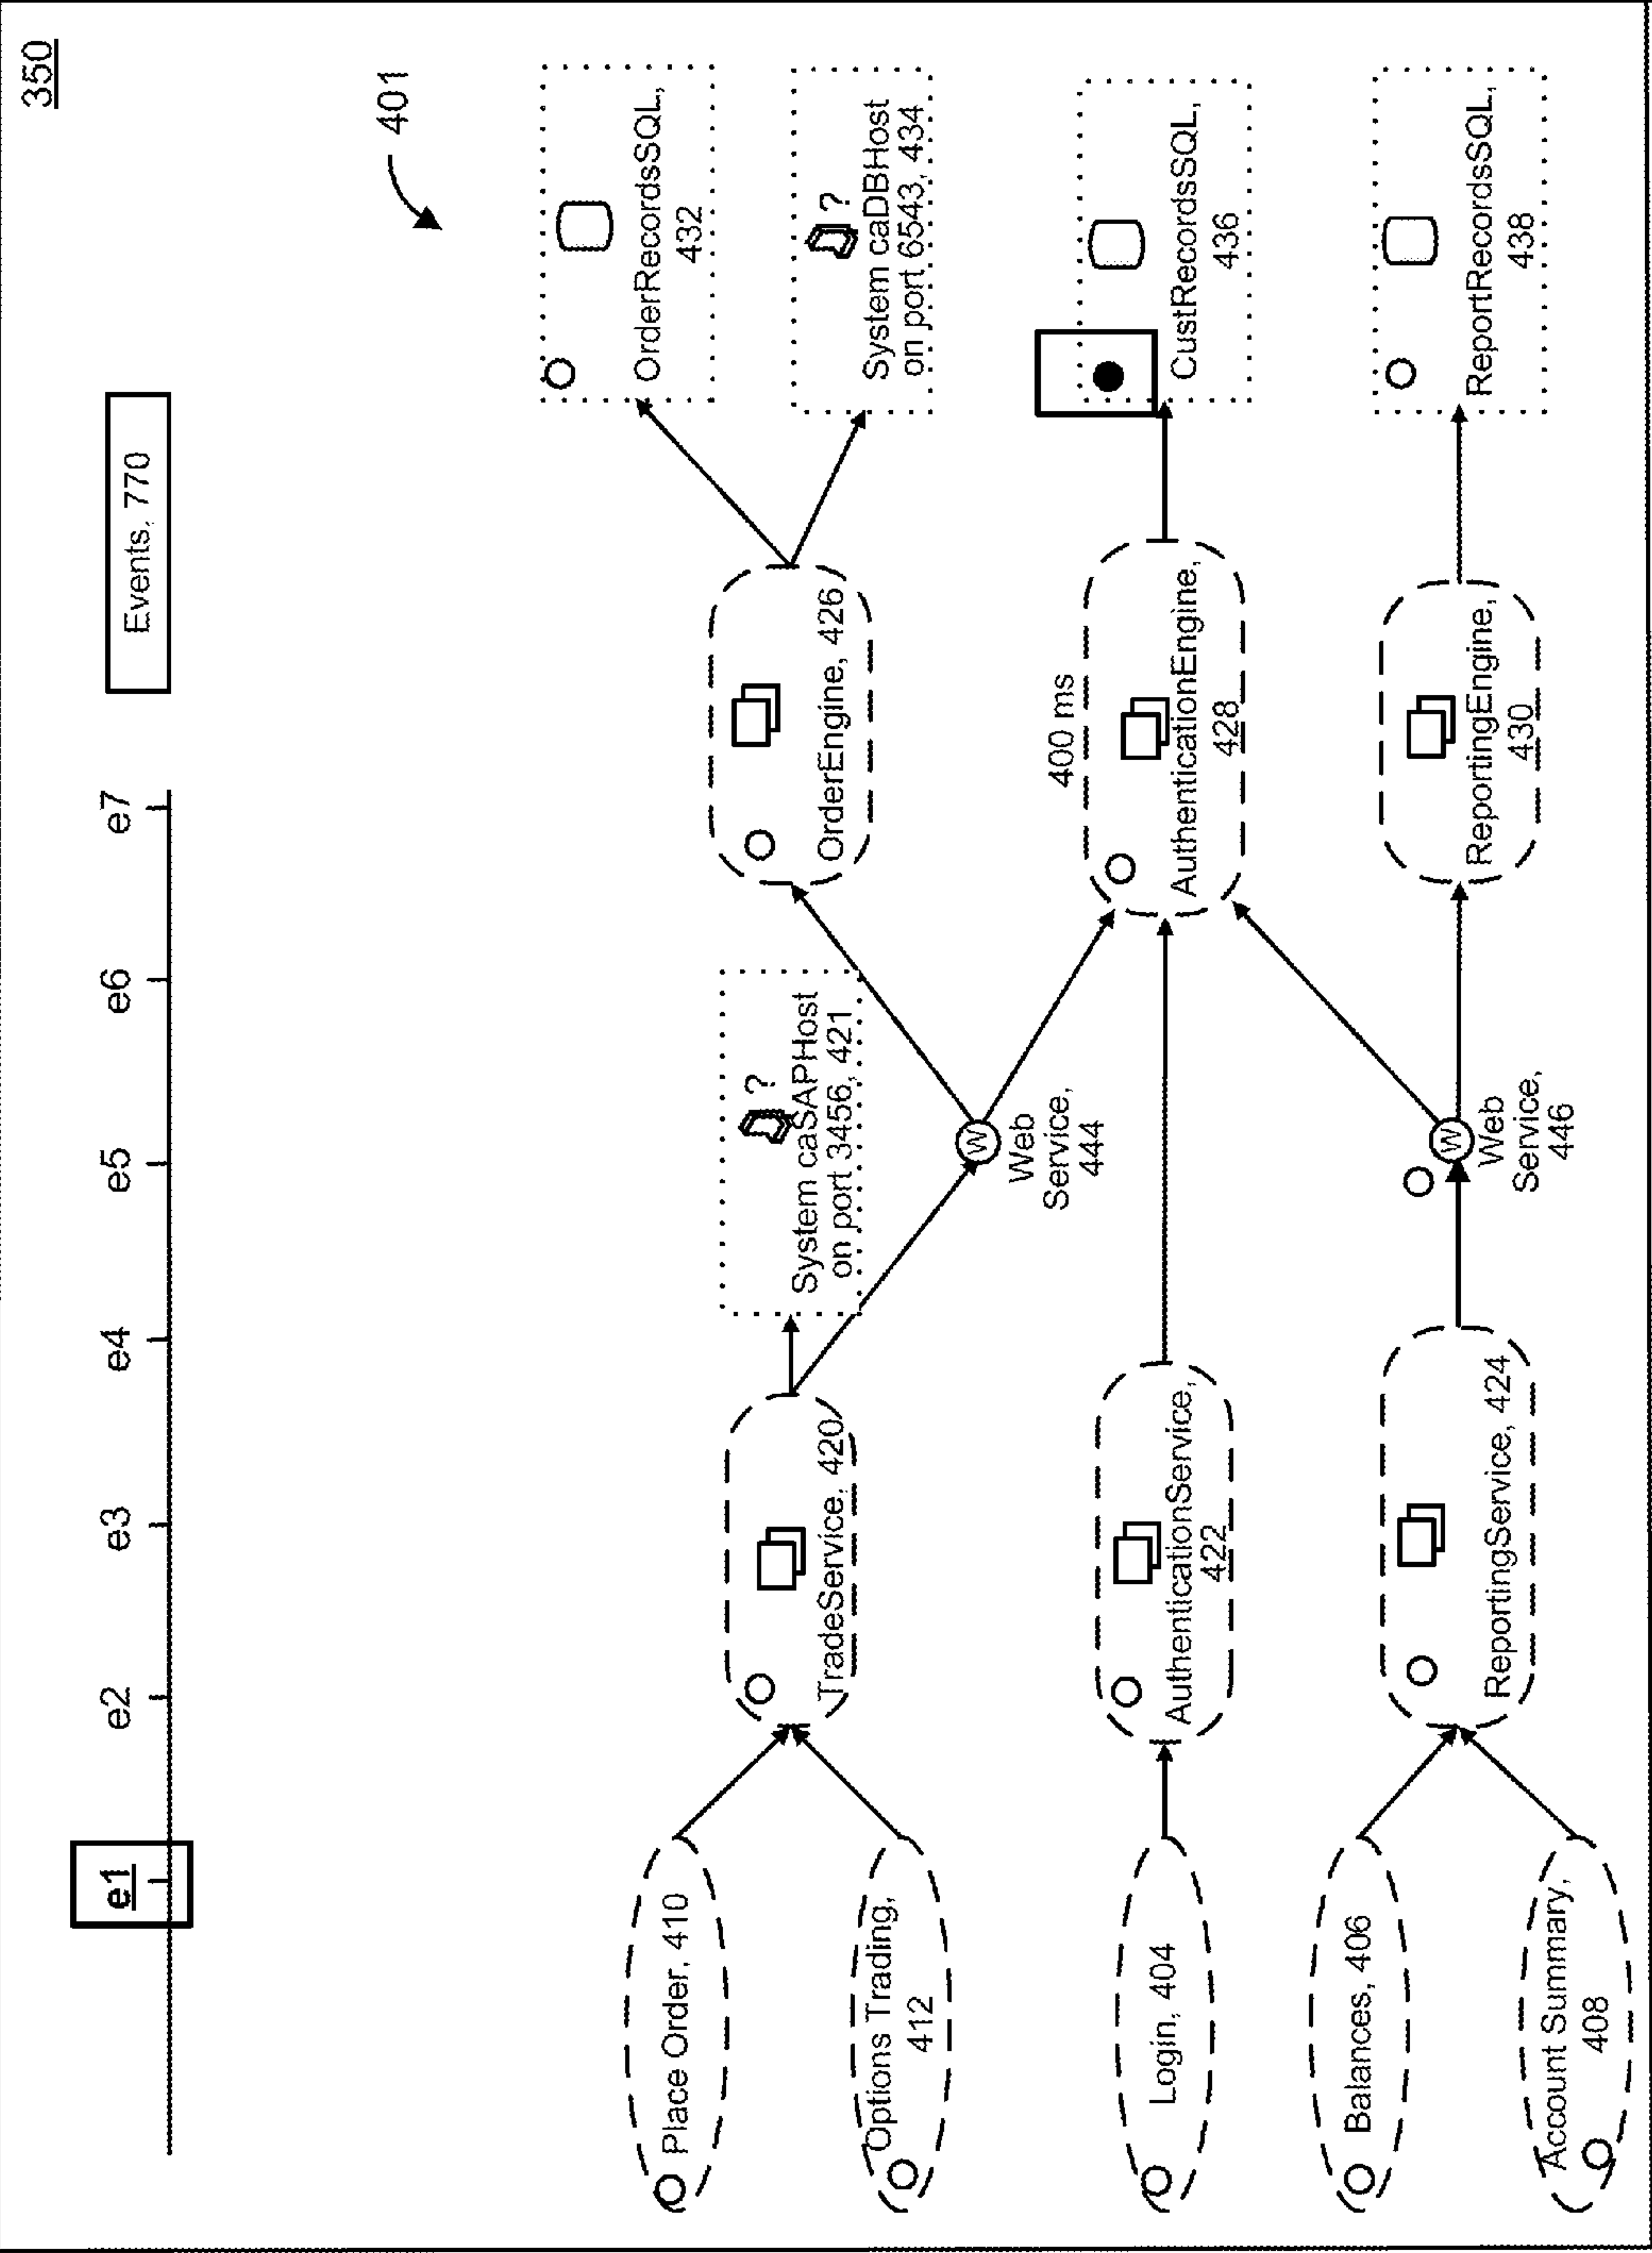 350
401
Events, 770
e1
e2
e3
e4
e5
e6
e7
Place Order, 410
Options Trading,
412
Login, 404
Balances, 406
Account Summary,
408
TradeService, 420
AuthenticationService,
422
ReportingService, 424
?
System caSAPHost
on port 3456, 421
W
Web
Service,
444
W
Web
Service,
446
OrderEngine, 426
400 ms
AuthenticationEngine,
428
ReportingEngine,
430
OrderRecordsSQL,
432
?
System caDBHost
on port 6543, 434
CustRecordsSQL,
436
ReportRecordsSQL,
438